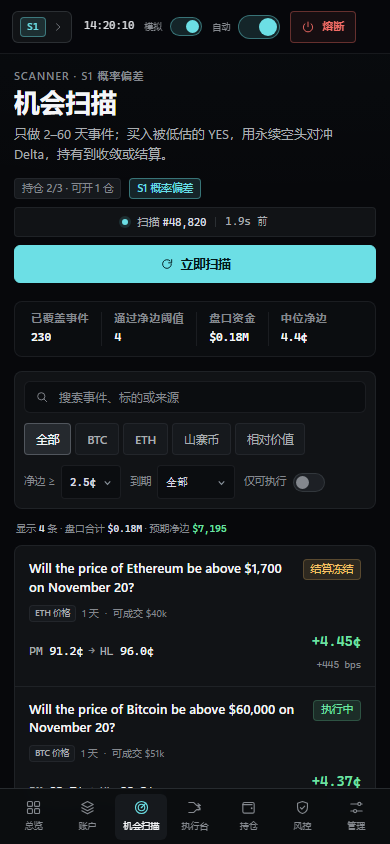 S1 14:20:10 模拟 自动 熔断
SCANNER · S1 概率偏差
机会扫描
只做 2–60 天事件；买入被低估的 YES，用永续空头对冲
Delta，持有到收敛或结算。
持仓 2/3 · 可开 1 仓 S1 概率偏差
扫描 #48,820 1.9s 前
立即扫描
已覆盖事件 通过净边阈值 盘口资金 中位净边
230 4 $0.18M 4.4¢
搜索事件、标的或来源
全部 BTC ETH 山寨币 相对价值
净边 ≥ 2.5¢ 到期 全部 仅可执行
显示 4 条 · 盘口合计 $0.18M · 预期净边 $7,195
Will the price of Ethereum be above $1,700 结算冻结
on November 20?
ETH 价格 1 天 · 可成交 $40k
PM 91.2¢ → HL 96.0¢ +4.45¢
+445 bps
Will the price of Bitcoin be above $60,000 on 执行中
November 20?
BTC 价格 1 天 · 可成交 $51k
+4.37¢
总览 账户 机会扫描 执行台 持仓 风控 管理